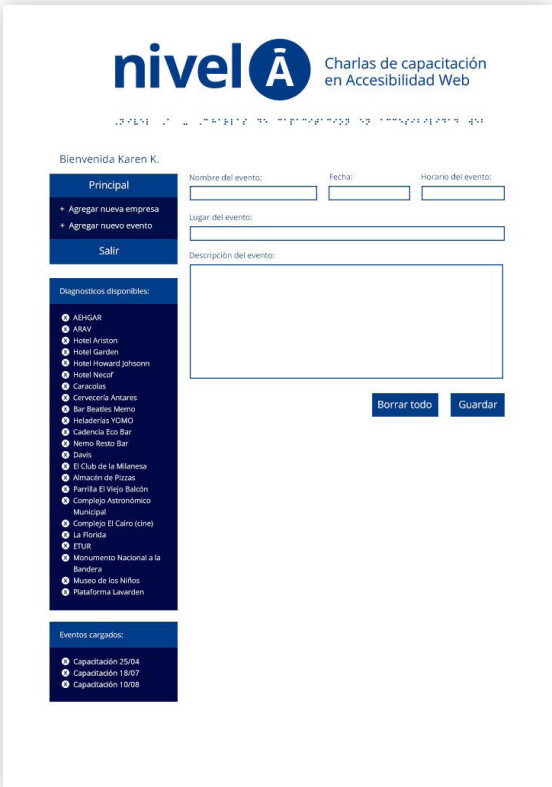 nivel A
Charlas de capacitación
en Accesibilidad Web
Bienvenida Karen K.
Principal
+ Agregar nueva empresa
+ Agregar nuevo evento
Salir
Nombre del evento:
Fecha:
Horario del evento:
Lugar del evento:
Descripción del evento:
Borrar todo
Guardar
Diagnosticos disponibles:
AEHGAR
ARAV
Hotel Ariston
Hotel Garden
Hotel Howard Johsonn
Hotel Necof
Caracolas
Cervecería Antares
Bar Beatles Memo
Heladerías YOMO
Cadencia Eco Bar
Nemo Resto Bar
Davis
El Club de la Milanesa
Almacén de Pizzas
Parrilla El Viejo Balcón
Complejo Astronómico
Municipal
Complejo El Cairo (cine)
La Florida
ETUR
Monumento Nacional a la
Bandera
Museo de los Niños
Plataforma Lavarden
Eventos cargados:
Capacitación 25/04
Capacitación 18/07
Capacitación 10/08